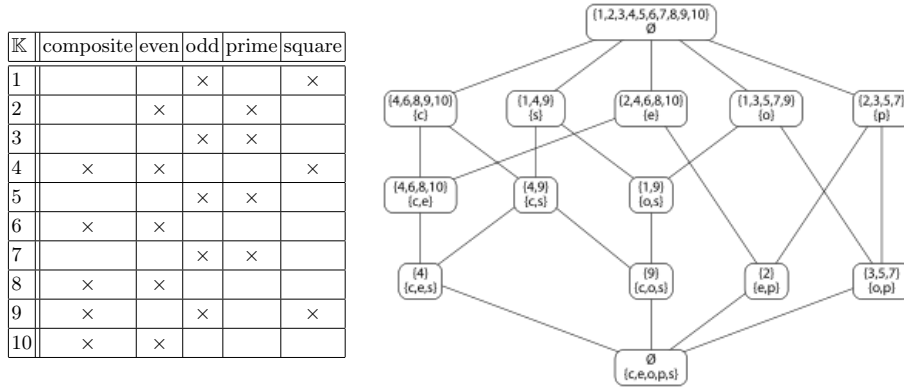 𝕂 composite even odd prime square
1 × ×
2 × ×
3 × ×
4 × × ×
5 × ×
6 × ×
7 × ×
8 × ×
9 × × ×
10 × ×
{1,2,3,4,5,6,7,8,9,10}
Ø
{4,6,8,9,10}
{c}
{1,4,9}
{s}
{2,4,6,8,10}
{e}
{1,3,5,7,9}
{o}
{2,3,5,7}
{p}
{4,6,8,10}
{c,e}
{4,9}
{c,s}
{1,9}
{o,s}
{4}
{c,e,s}
{9}
{c,o,s}
{2}
{e,p}
{3,5,7}
{o,p}
Ø
{c,e,o,p,s}